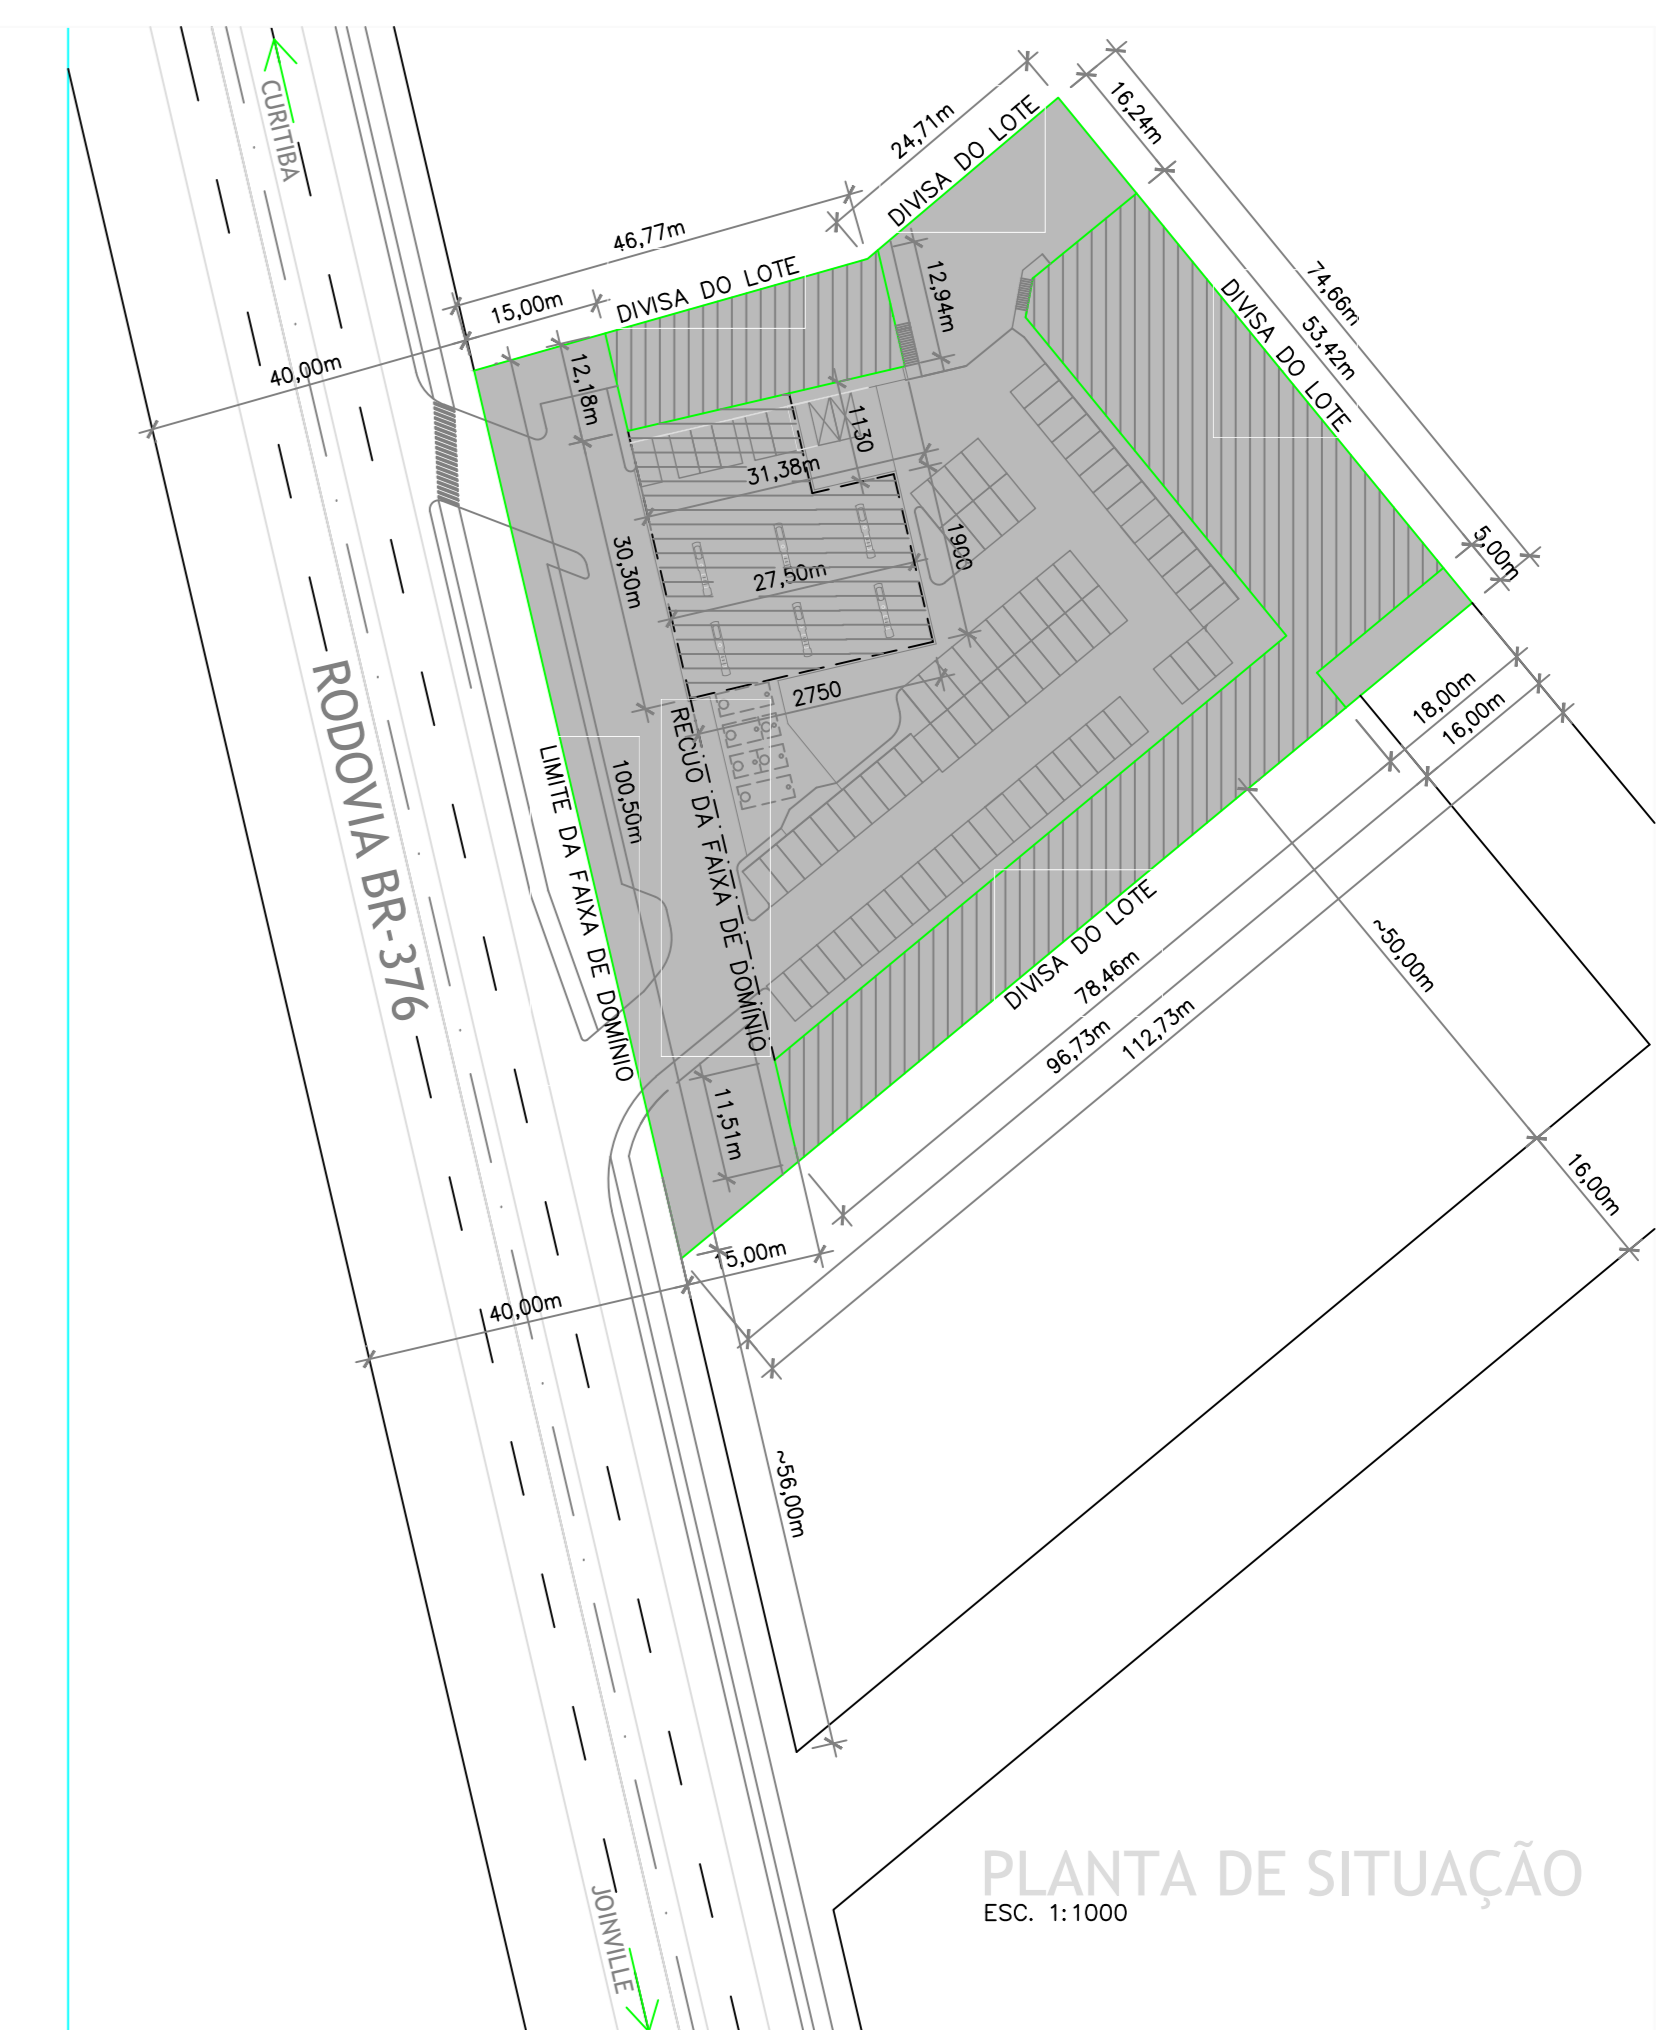 CURITIBA
24,71m
DIVISA DO LOTE
16,24m
46,77m
74,66m
15,00m
DIVISA DO LOTE
12,94m
53,42m
DIVISA DO LOTE
40,00m
12,18m
1130
31,38m
1900
5,00m
30,30m
27,50m
2750
18,00m
16,00m
RODOVIA BR-376
LIMITE DA FAIXA DE DOMÍNIO
100,50m
RECUO DA FAIXA DE DOMÍNIO
DIVISA DO LOTE
~50,00m
78,46m
96,73m
112,73m
11,51m
16,00m
15,00m
40,00m
~56,00m
JOINVILLE
PLANTA DE SITUAÇÃO
ESC. 1:1000